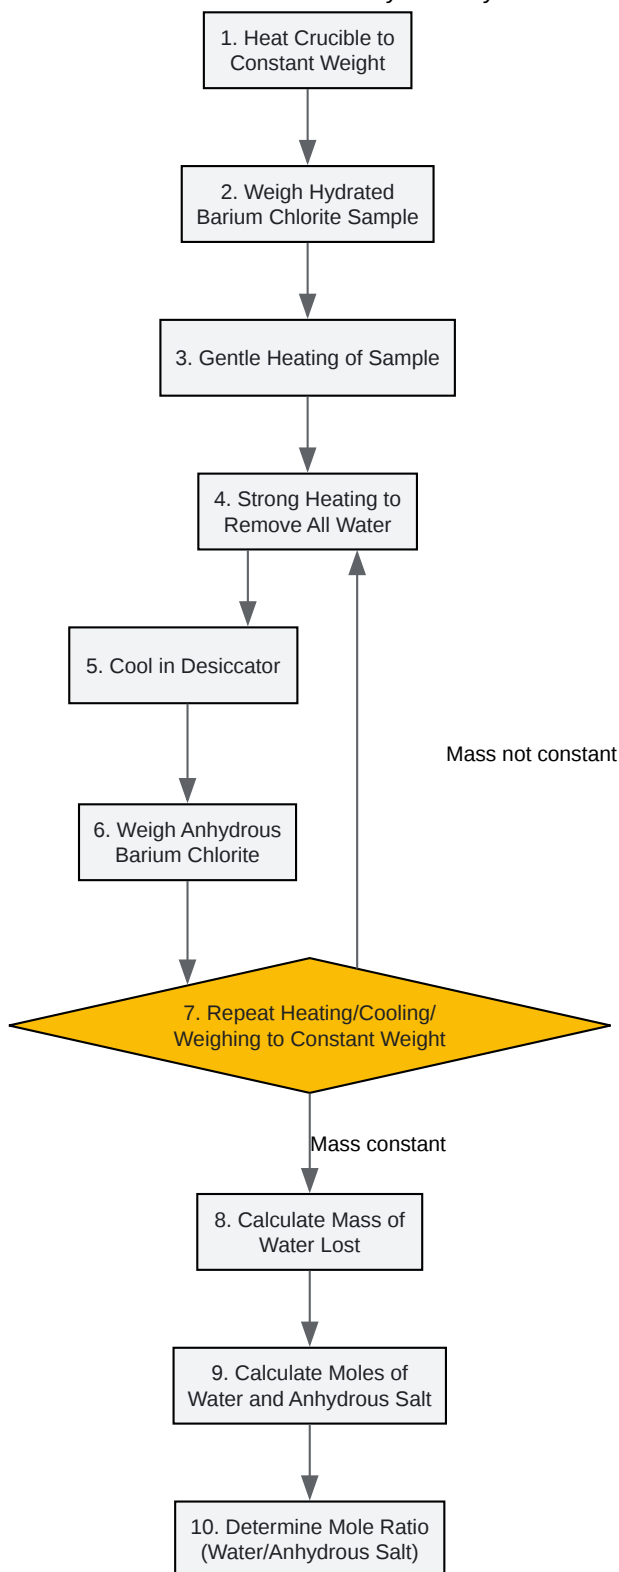 1. Heat Crucible to
Constant Weight
2. Weigh Hydrated
Barium Chlorite Sample
3. Gentle Heating of Sample
4. Strong Heating to
Remove All Water
5. Cool in Desiccator
Mass not constant
6. Weigh Anhydrous
Barium Chlorite
7. Repeat Heating/Cooling/
Weighing to Constant Weight
Mass constant
8. Calculate Mass of
Water Lost
9. Calculate Moles of
Water and Anhydrous Salt
10. Determine Mole Ratio
(Water/Anhydrous Salt)